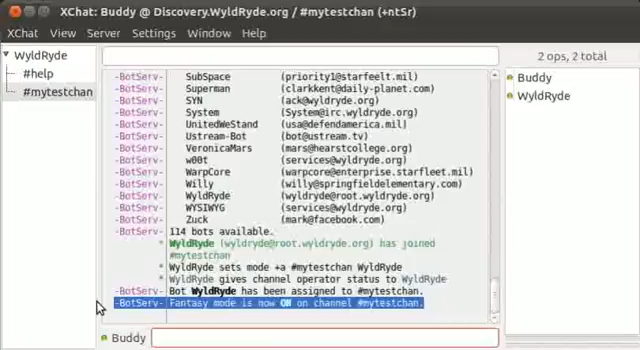 XChat: Buddy @ Discovery.WyldRyde.org / #mytestchan (+ntSr)
XChat View Server Settings Window Help
WyldRyde
#help
#mytestchan
2 ops, 2 total
Buddy
WyldRyde
-BotServ- SubSpace (priority1@starfeelt.mil)
-BotServ- Superman (clarkkent@daily-planet.com)
-BotServ- SYN (ack@wyldryde.org)
-BotServ- System (System@irc.wyldryde.org)
-BotServ- UnitedWeStand (usa@defendamerica.mil)
-BotServ- Ustream-Bot (bot@ustream.tv)
-BotServ- VeronicaMars (mars@hearstcollege.org)
-BotServ- w00t (services@wyldryde.org)
-BotServ- WarpCore (warpcore@enterprise.starfleet.mil)
-BotServ- Willy (willy@springfieldelementary.com)
-BotServ- WyldRyde (wyldryde@root.wyldryde.org)
-BotServ- WYSIWYG (services@wyldryde.org)
-BotServ- Zuck (mark@facebook.com)
-BotServ- 114 bots available.
* WyldRyde (wyldryde@root.wyldryde.org) has joined
#mytestchan
* WyldRyde sets mode +a #mytestchan WyldRyde
* WyldRyde gives channel operator status to WyldRyde
-BotServ- Bot WyldRyde has been assigned to #mytestchan.
-BotServ- Fantasy mode is now ON on channel #mytestchan.
Buddy